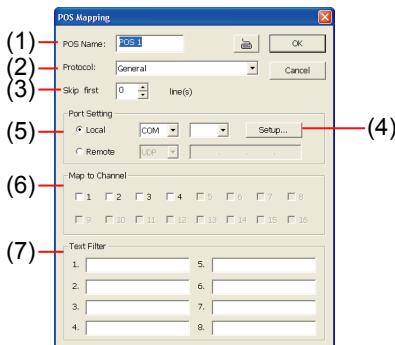 POS Mapping
(1) POS Name: POS 1 OK
(2) Protocol: General Cancel
(3) Skip first 0 line(s)
Port Setting
(5) Local COM Setup... (4)
Remote UDP
(6) Map to Channel
1 2 3 4 5 6 7 8
9 10 11 12 13 14 15 16
(7) Text Filter
1. 5.
2. 6.
3. 7.
4. 8.